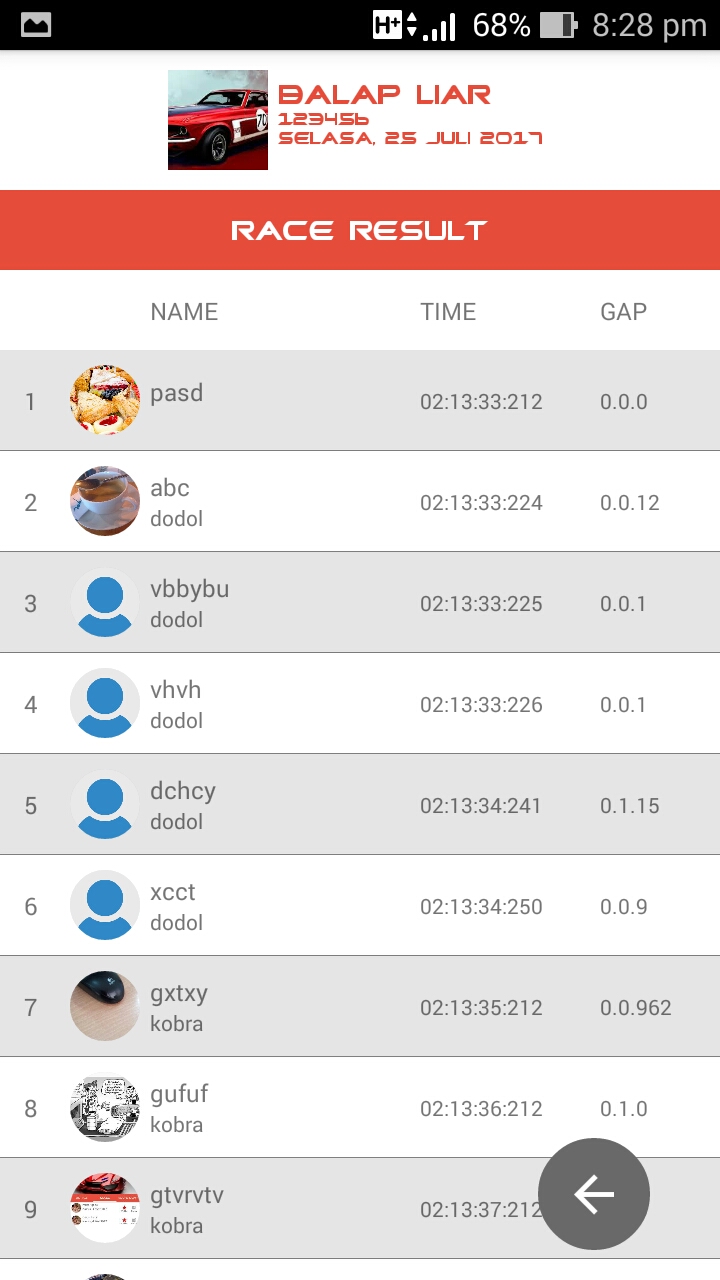 H+ 68% 8:28 pm
BALAP LIAR
123456
SELASA, 25 JULI 2017
RACE RESULT
NAME TIME GAP
1 pasd 02:13:33:212 0.0.0
2 abc 02:13:33:224 0.0.12
dodol
3 vbbybu 02:13:33:225 0.0.1
dodol
4 vhvh 02:13:33:226 0.0.1
dodol
5 dchcy 02:13:34:241 0.1.15
dodol
6 xcct 02:13:34:250 0.0.9
dodol
7 gxtxy 02:13:35:212 0.0.962
kobra
8 gufuf 02:13:36:212 0.1.0
kobra
9 gtvrvtv 02:13:37:212
kobra